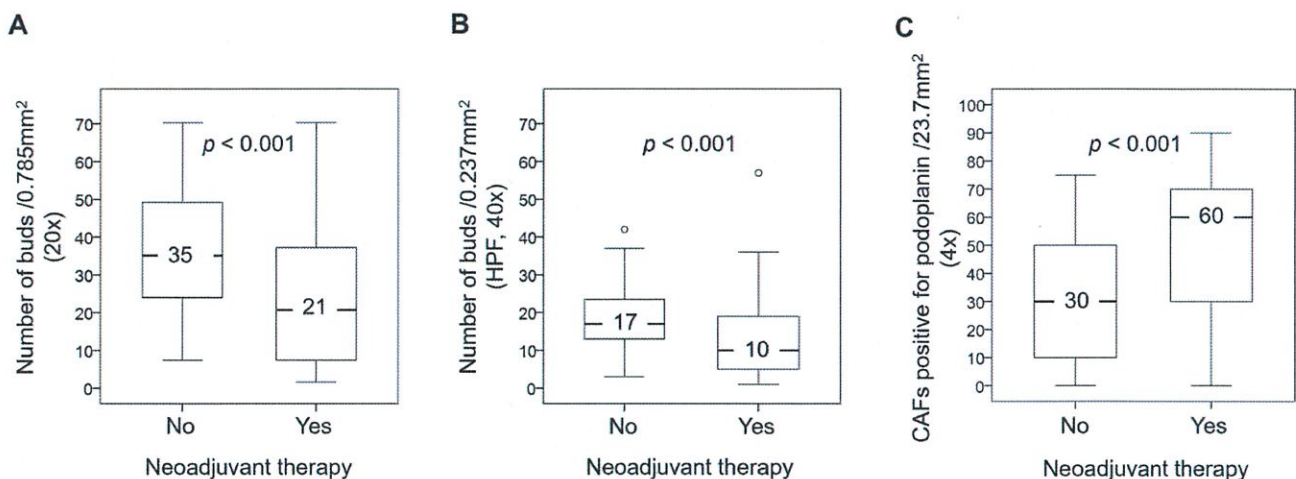 A
Number of buds /0.785mm²
(20x)
70
60
50
40
30
20
10
0
p < 0.001
35
21
No
Yes
Neoadjuvant therapy
B
Number of buds /0.237mm²
(HPF, 40x)
70
60
50
40
30
20
10
0
p < 0.001
17
10
No
Yes
Neoadjuvant therapy
C
CAFs positive for podoplanin /23.7mm²
(4x)
100
90
80
70
60
50
40
30
20
10
0
p < 0.001
30
60
No
Yes
Neoadjuvant therapy